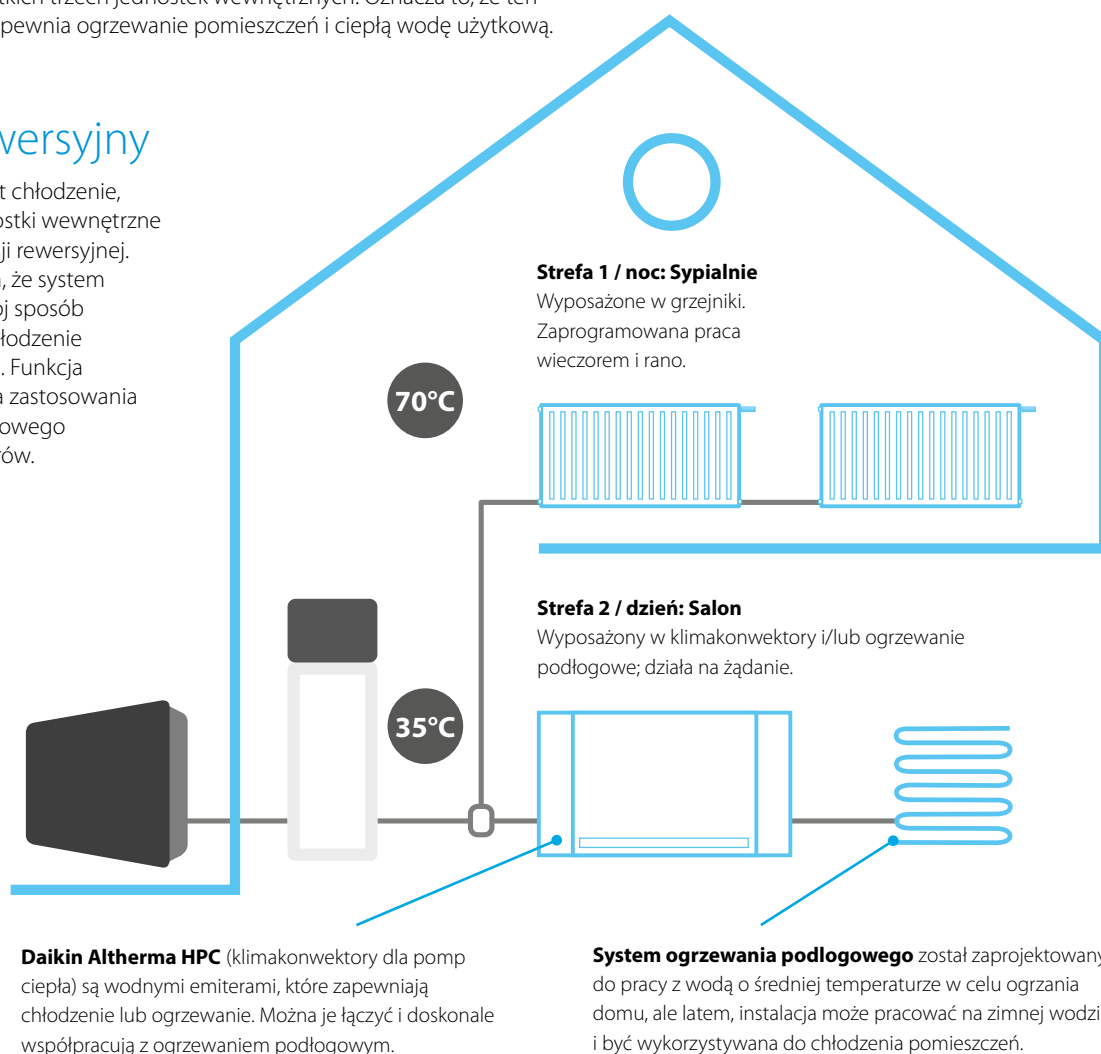 pewnia ogrzewanie pomieszczeń i ciepłą wodę użytkową.
wersyjny
t chłodzenie,
ostki wewnętrzne
ji rewersyjnej.
, że system
ój sposób
łodzenie
. Funkcja
a zastosowania
owego
rów.
Strefa 1 / noc: Sypialnie
Wyposażone w grzejniki.
Zaprogramowana praca
wieczorem i rano.
70°C
Strefa 2 / dzień: Salon
Wyposażony w klimakonwektory i/lub ogrzewanie
podłogowe; działa na żądanie.
35°C
Daikin Altherma HPC (klimakonwektory dla pomp
ciepła) są wodnymi emiterami, które zapewniają
chłodzenie lub ogrzewanie. Można je łączyć i doskonale
współpracują z ogrzewaniem podłogowym.
System ogrzewania podlogowego został zaprojektowany
do pracy z wodą o średniej temperaturze w celu ogrzania
domu, ale latem, instalacja może pracować na zimnej wodzi
i być wykorzystywana do chłodzenia pomieszczeń.